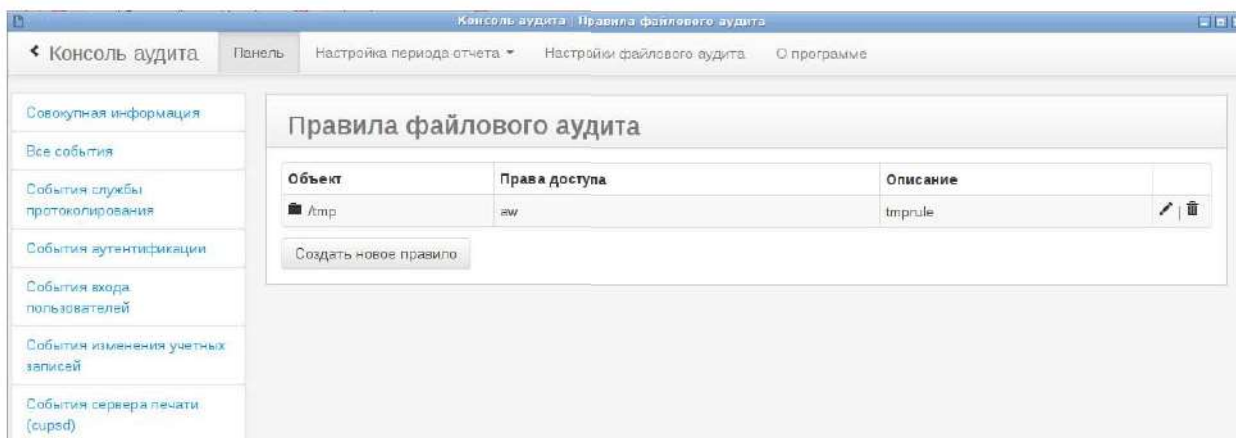 Консоль аудита | Правила файлового аудита
Консоль аудита
Панель
Настройка периода отчета
Настройки файлового аудита
О программе
Совокупная информация
Все события
События службы
протоколирования
События аутентификации
События входа
пользователей
События изменения учетных
записей
События сервера печати
(cupsd)
Правила файлового аудита
Объект Права доступа Описание
/tmp aw tmprule |
Создать новое правило